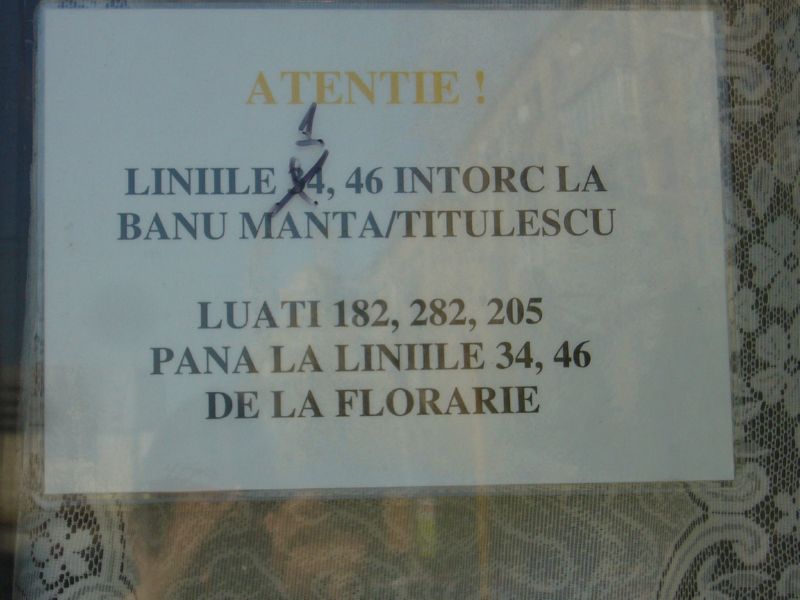 ATENTIE !
1
LINIILE 34, 46 INTORC LA
BANU MANTA/TITULESCU
LUATI 182, 282, 205
PANA LA LINIILE 34, 46
DE LA FLORARIE